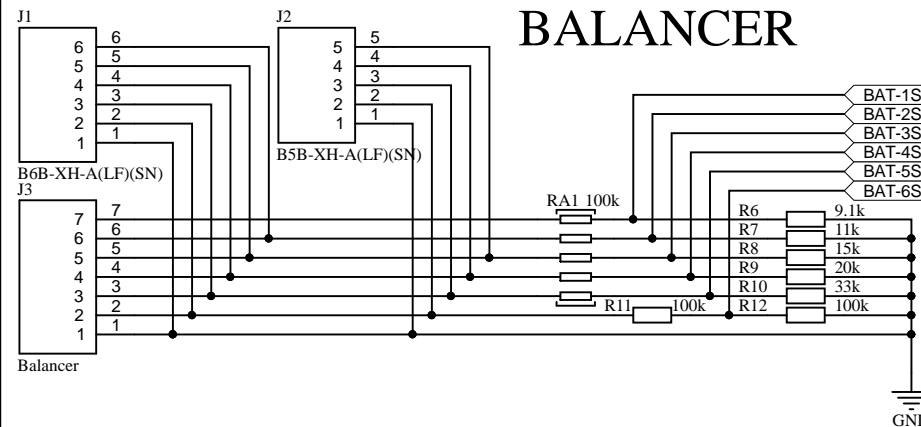 BALANCER
J1
6 6
5 5
4 4
3 3
2 2
1 1
B6B-XH-A(LF)(SN)
J2
5 5
4 4
3 3
2 2
1 1
B5B-XH-A(LF)(SN)
J3
7 7
6 6
5 5
4 4
3 3
2 2
1 1
Balancer
RA1 100k
R11 100k
BAT-1S
BAT-2S
BAT-3S
BAT-4S
BAT-5S
BAT-6S
R6 9.1k
R7 11k
R8 15k
R9 20k
R10 33k
R12 100k
GND